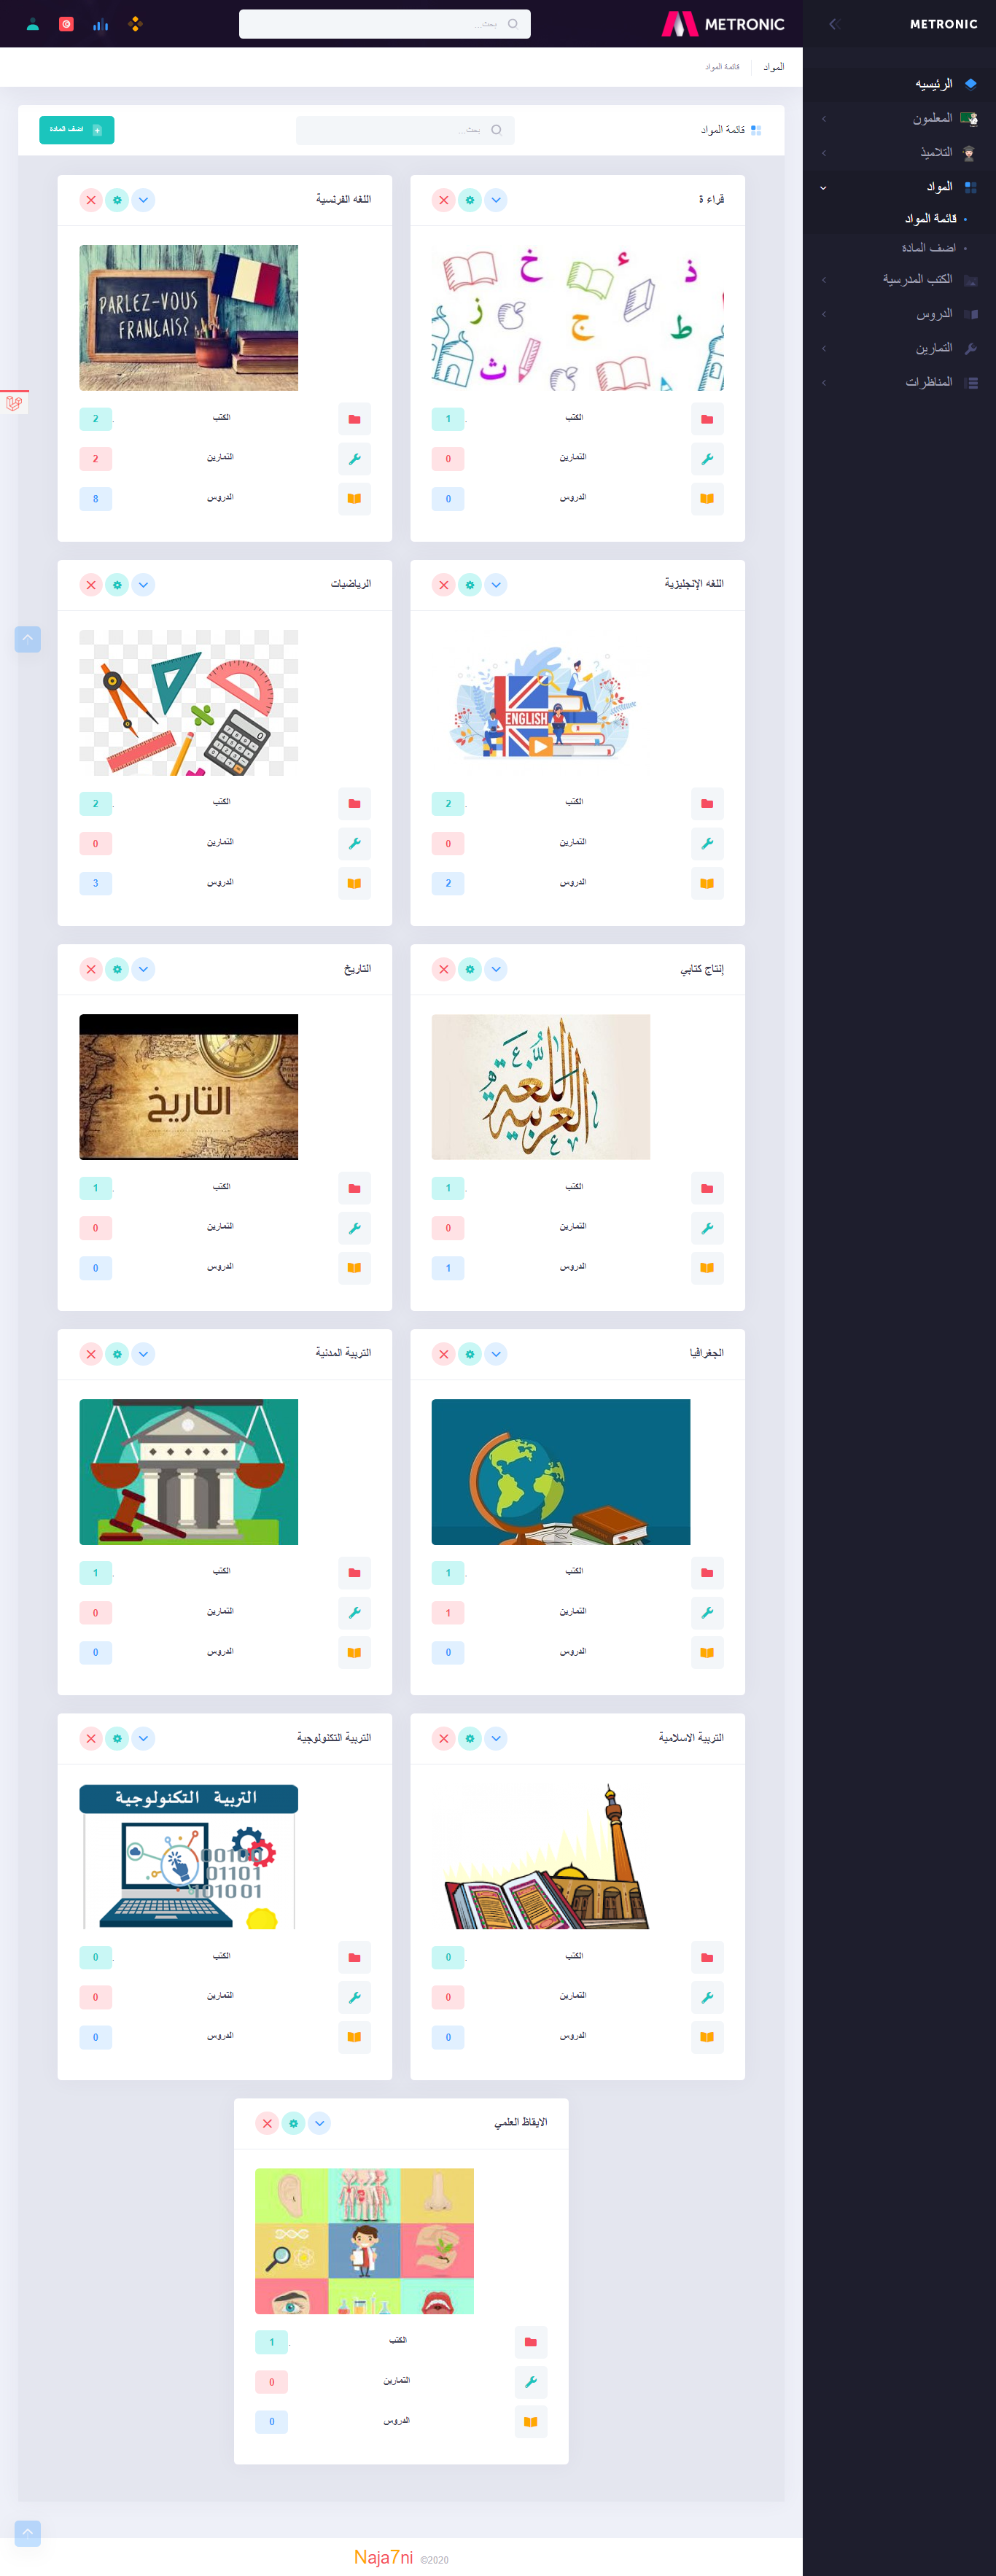 METRONIC
METRONIC
بحث...
الرئيسيه
المعلمون
التلاميذ
المواد
قائمة المواد
اضف المادة
الكتب المدرسية
الدروس
التمارين
المناظرات
المواد
قائمة المواد
قائمة المواد
بحث...
اضف المادة
قراءة
ذ
ء
خ
ط
ج
ز
ث
الكتب
1
التمارين
0
الدروس
0
اللغه الفرنسية
PARLEZ-VOUS
FRANÇAIS?
الكتب
2
التمارين
2
الدروس
8
اللغه الإنجليزية
ENGLISH
الكتب
2
التمارين
0
الدروس
2
الرياضيات
الكتب
2
التمارين
0
الدروس
3
إنتاج كتابي
اللغة
العربية
الكتب
1
التمارين
0
الدروس
1
التاريخ
التاريخ
الكتب
1
التمارين
0
الدروس
0
الجغرافيا
الكتب
1
التمارين
1
الدروس
0
التربية المدنية
الكتب
1
التمارين
0
الدروس
0
التربية الاسلامية
الكتب
0
التمارين
0
الدروس
0
التربية التكنولوجية
التربية التكنولوجية
00100
01101
101001
الكتب
0
التمارين
0
الدروس
0
الايقاظ العلمي
الكتب
1
التمارين
0
الدروس
0
Naja7ni ©2020